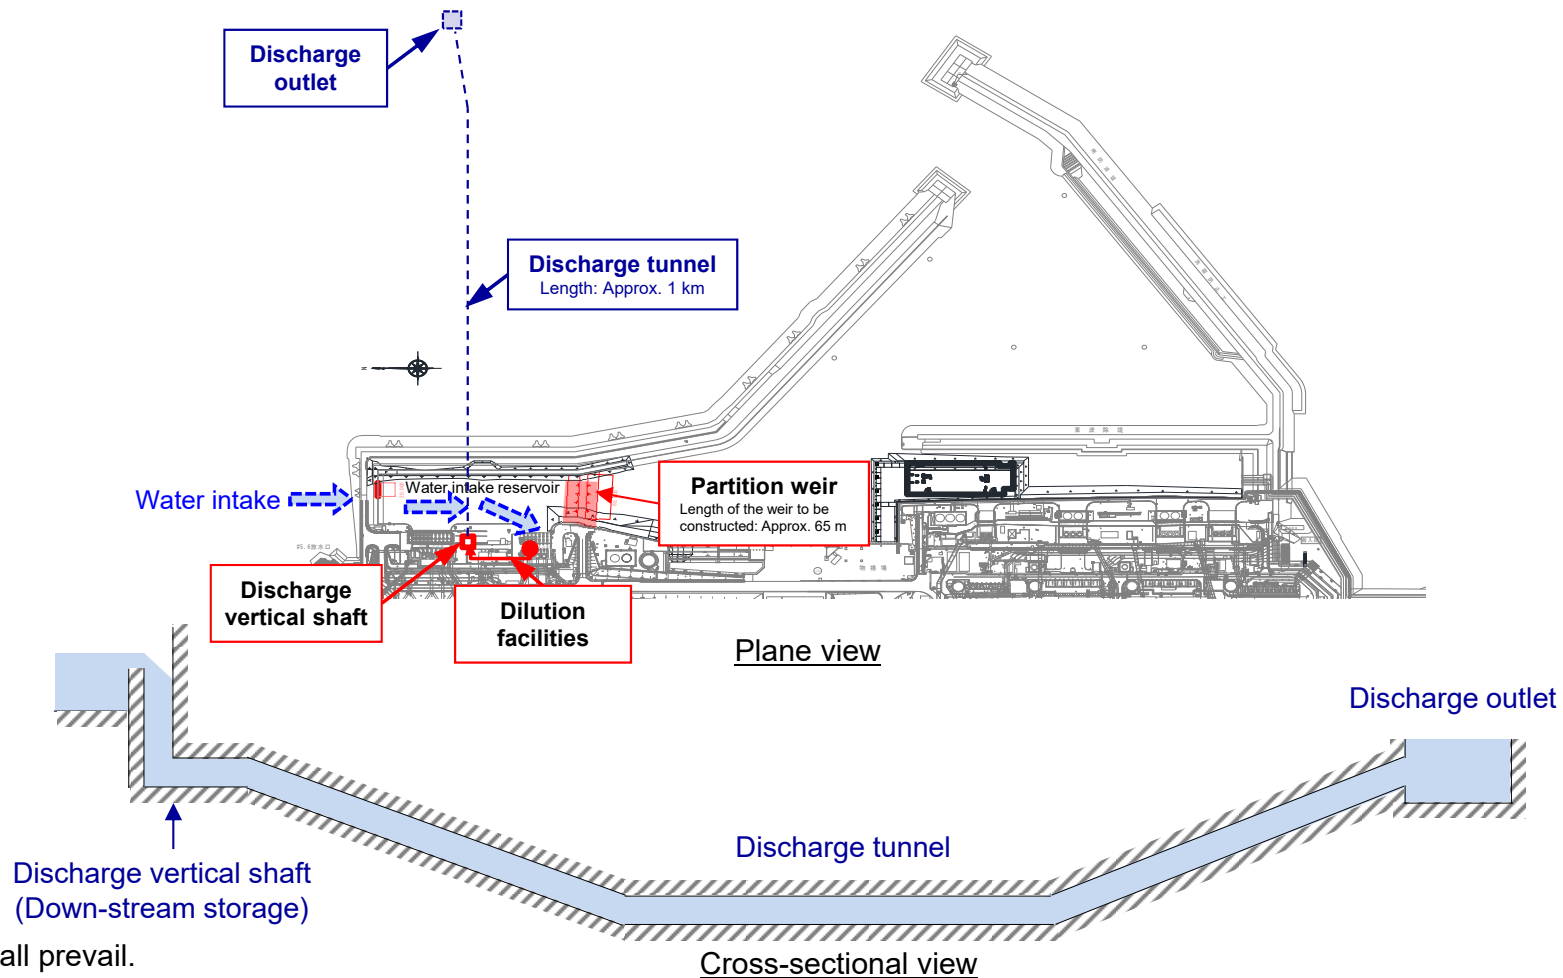 Discharge
outlet
Discharge tunnel
Length: Approx. 1 km
Water intake
Water intake reservoir
Partition weir
Length of the weir to be
constructed: Approx. 65 m
Discharge
vertical shaft
Dilution
facilities
Plane view
Discharge outlet
Discharge tunnel
Discharge vertical shaft
(Down-stream storage)
all prevail.
Cross-sectional view